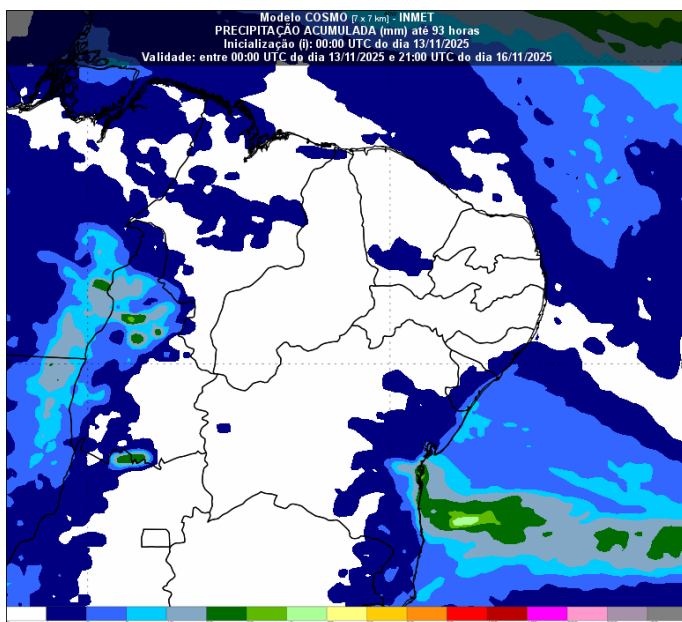 Modelo COSMO [7 x 7 km] - INMET
PRECIPITAÇÃO ACUMULADA (mm) até 93 horas
Inicialização (i): 00:00 UTC do dia 13/11/2025
Validade: entre 00:00 UTC do dia 13/11/2025 e 21:00 UTC do dia 16/11/2025